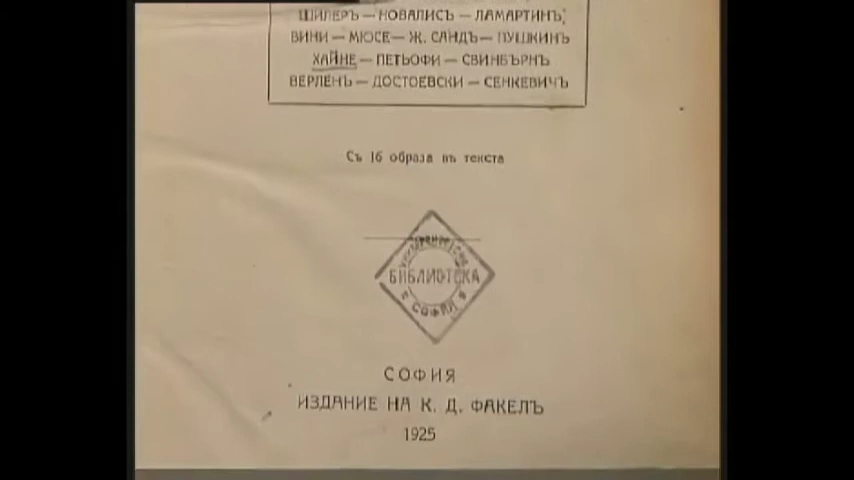 ШИЛЕРЪ — НОВАЛИСЪ — ЛАМАРТИНЪ,
ВИНИ — МЮСЕ — Ж. САНДЪ — ПУШКИНЪ
ХАЙНЕ — ПЕТЬОФИ — СВИНБЪРНЪ
ВЕРЛЕНЪ — ДОСТОЕВСКИ — СЕНКЕВИЧЪ
Съ 16 образа въ текста
БИБЛИОТЕКА
СОФИЯ
СОФИЯ
ИЗДАНИЕ НА К. Д. ФАКЕЛЪ
1925